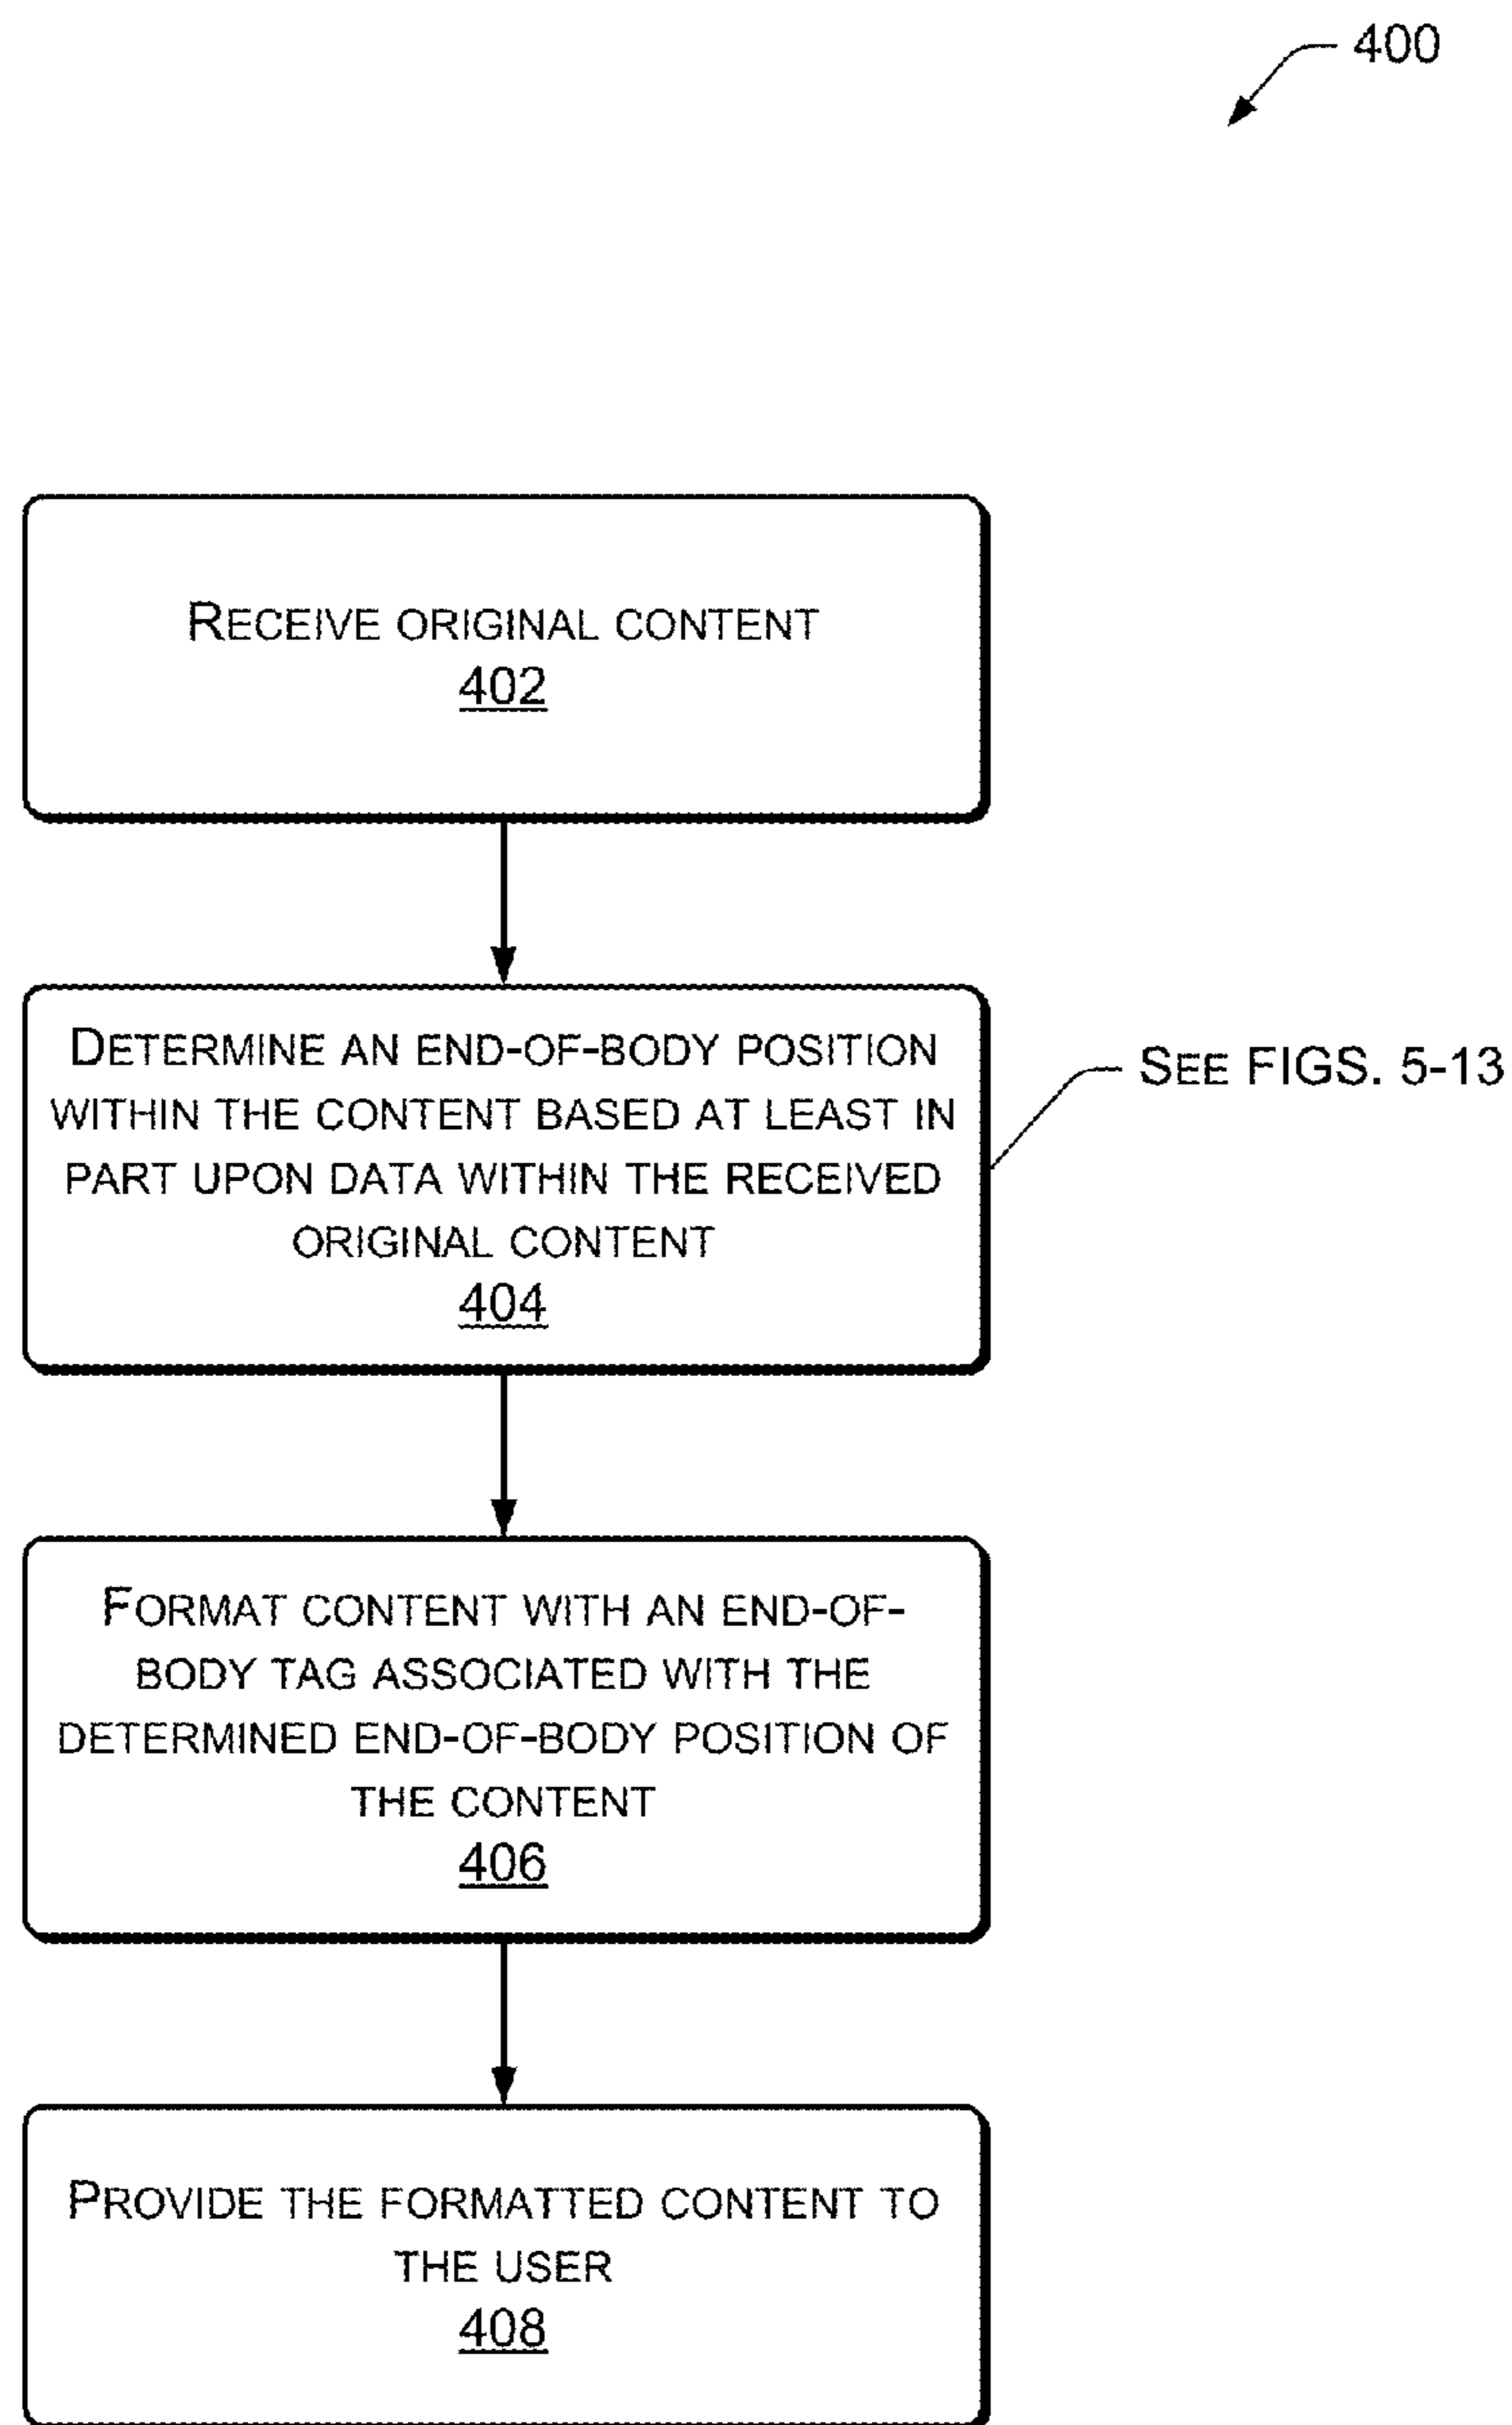 400
RECEIVE ORIGINAL CONTENT
402
DETERMINE AN END-OF-BODY POSITION
WITHIN THE CONTENT BASED AT LEAST IN
PART UPON DATA WITHIN THE RECEIVED
ORIGINAL CONTENT
404
SEE FIGS. 5-13
FORMAT CONTENT WITH AN END-OF-
BODY TAG ASSOCIATED WITH THE
DETERMINED END-OF-BODY POSITION OF
THE CONTENT
406
PROVIDE THE FORMATTED CONTENT TO
THE USER
408